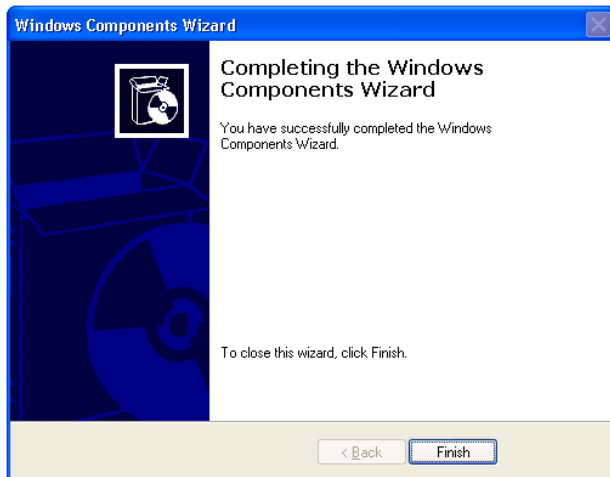 Windows Components Wizard
Completing the Windows
Components Wizard
You have successfully completed the Windows
Components Wizard.
To close this wizard, click Finish.
< Back
Finish